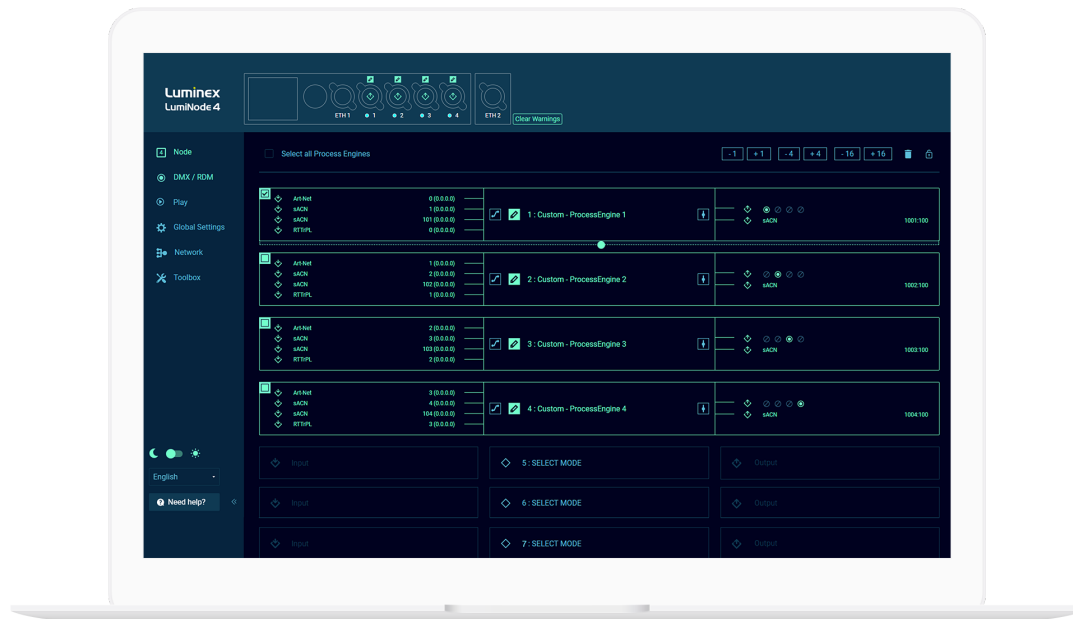 Luminex
LumiNode 4
ETH 1 1 2 3 4 ETH 2
Clear Warnings
4 Node
DMX / RDM
Play
Global Settings
Network
Toolbox
English
Need help?
Select all Process Engines
- 1 + 1 - 4 + 4 - 16 + 16
Art-Net 0 (0.0.0.0)
sACN 1 (0.0.0.0)
sACN 101 (0.0.0.0)
RTTrPL 0 (0.0.0.0)
1 : Custom - ProcessEngine 1
sACN 1001:100
Art-Net 1 (0.0.0.0)
sACN 2 (0.0.0.0)
sACN 102 (0.0.0.0)
RTTrPL 1 (0.0.0.0)
2 : Custom - ProcessEngine 2
sACN 1002:100
Art-Net 2 (0.0.0.0)
sACN 3 (0.0.0.0)
sACN 103 (0.0.0.0)
RTTrPL 2 (0.0.0.0)
3 : Custom - ProcessEngine 3
sACN 1003:100
Art-Net 3 (0.0.0.0)
sACN 4 (0.0.0.0)
sACN 104 (0.0.0.0)
RTTrPL 3 (0.0.0.0)
4 : Custom - ProcessEngine 4
sACN 1004:100
Input 5 : SELECT MODE Output
Input 6 : SELECT MODE Output
Input 7 : SELECT MODE Output